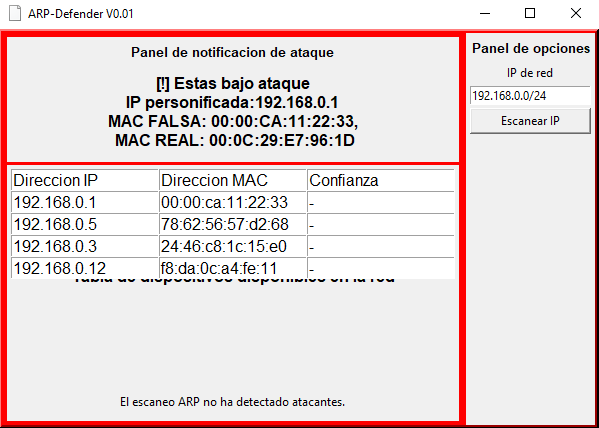 ARP-Defender V0.01
Panel de notificacion de ataque
[!] Estas bajo ataque
IP personificada:192.168.0.1
MAC FALSA: 00:00:CA:11:22:33,
MAC REAL: 00:0C:29:E7:96:1D
Direccion IP Direccion MAC Confianza
192.168.0.1 00:00:ca:11:22:33 -
192.168.0.5 78:62:56:57:d2:68 -
192.168.0.3 24:46:c8:1c:15:e0 -
192.168.0.12 f8:da:0c:a4:fe:11 -
Tabla de dispositivos disponibles en la red
El escaneo ARP no ha detectado atacantes.
Panel de opciones
IP de red
192.168.0.0/24
Escanear IP